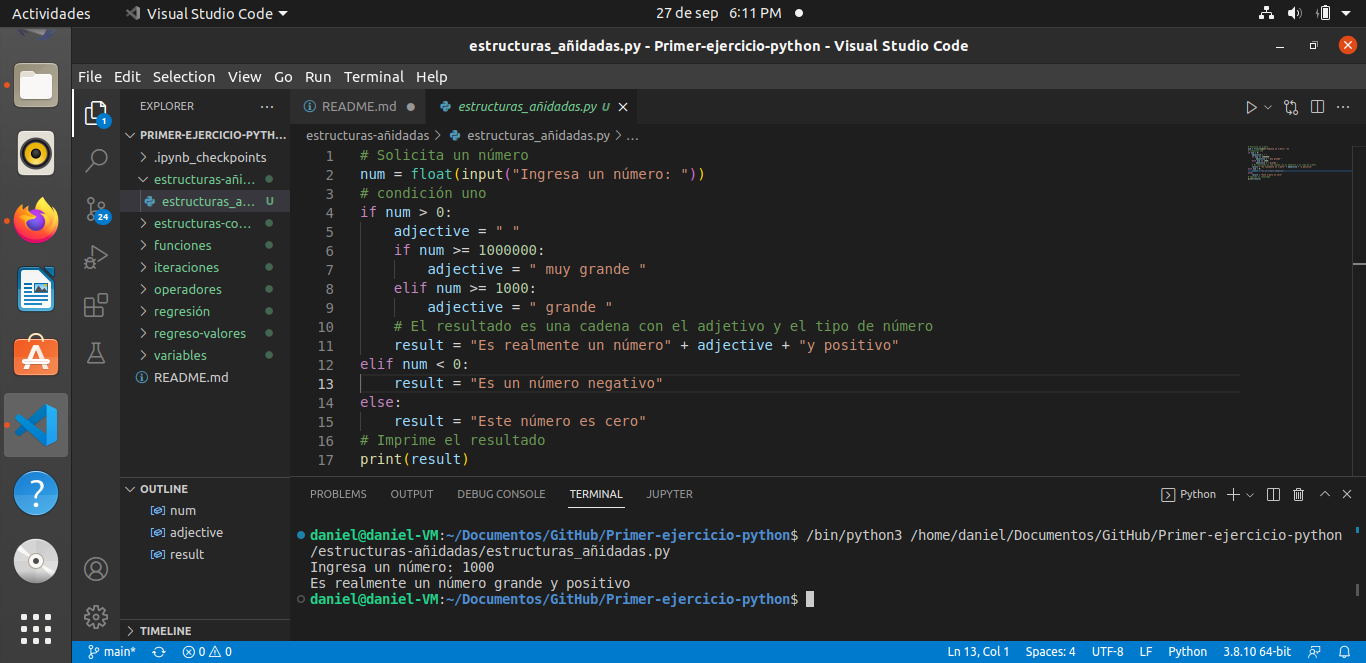 Actividades
Visual Studio Code
27 de sep 6:11 PM
estructuras_añidadas.py - Primer-ejercicio-python - Visual Studio Code
File Edit Selection View Go Run Terminal Help
EXPLORER
README.md
estructuras_añidadas.py U
PRIMER-EJERCICIO-PYTH...
estructuras-añidadas > estructuras_añidadas.py > ...
.ipynb_checkpoints
estructuras-añi...
estructuras_a... U
estructuras-co...
funciones
iteraciones
operadores
regresión
regreso-valores
variables
README.md
1
24
1 # Solicita un número
2 num = float(input("Ingresa un número: "))
3 # condición uno
4 if num > 0:
5     adjective = " "
6     if num >= 1000000:
7         adjective = " muy grande "
8     elif num >= 1000:
9         adjective = " grande "
10     # El resultado es una cadena con el adjetivo y el tipo de número
11     result = "Es realmente un número" + adjective + "y positivo"
12 elif num < 0:
13     result = "Es un número negativo"
14 else:
15     result = "Este número es cero"
16 # Imprime el resultado
17 print(result)
OUTLINE
num
adjective
result
TIMELINE
PROBLEMS OUTPUT DEBUG CONSOLE TERMINAL JUPYTER
Python
daniel@daniel-VM:~/Documentos/GitHub/Primer-ejercicio-python$ /bin/python3 /home/daniel/Documentos/GitHub/Primer-ejercicio-python
/estructuras-añidadas/estructuras_añidadas.py
Ingresa un número: 1000
Es realmente un número grande y positivo
daniel@daniel-VM:~/Documentos/GitHub/Primer-ejercicio-python$
main* 0 0
Ln 13, Col 1 Spaces: 4 UTF-8 LF Python 3.8.10 64-bit